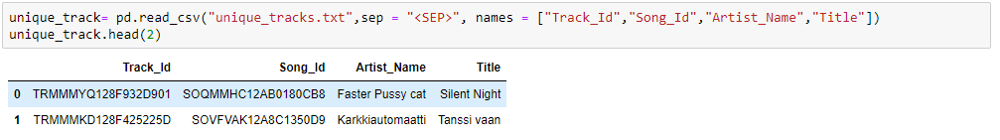 unique_track= pd.read_csv("unique_tracks.txt",sep = "<SEP>", names = ["Track_Id","Song_Id","Artist_Name","Title"])
unique_track.head(2)
Track_Id Song_Id Artist_Name Title
0 TRMMMYQ128F932D901 SOQMMHC12AB0180CB8 Faster Pussy cat Silent Night
1 TRMMMKD128F425225D SOVFVAK12A8C1350D9 Karkkiautomaatti Tanssi vaan